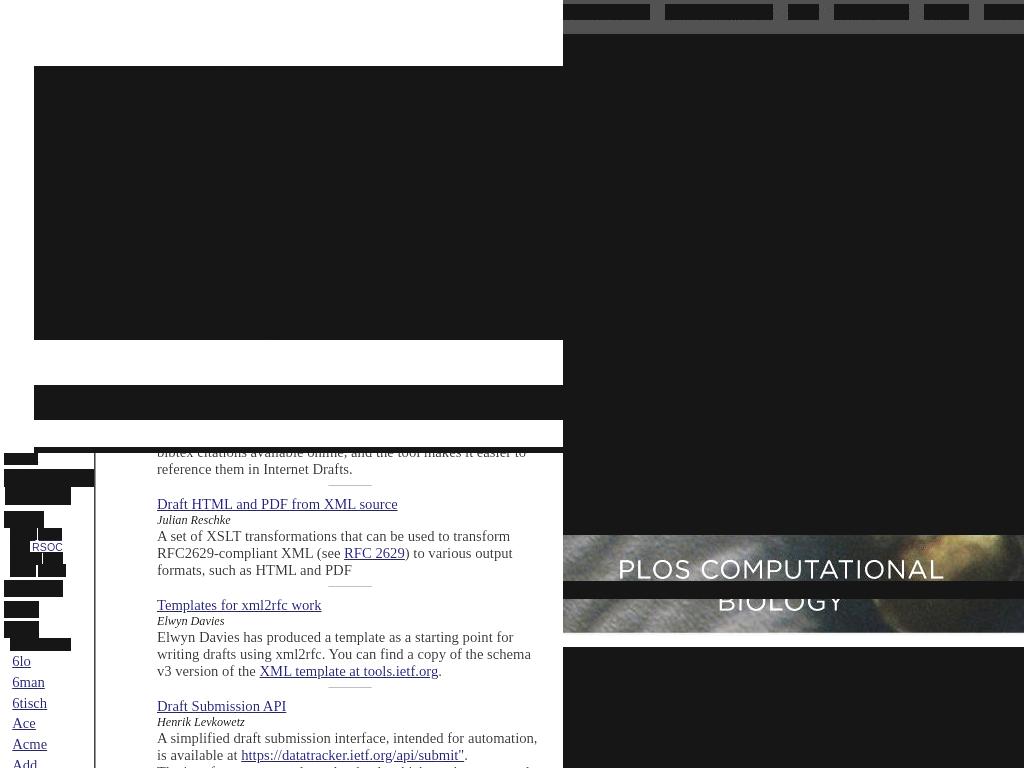 bibtex citations available online, and the tool makes it easier to
reference them in Internet Drafts.
Draft HTML and PDF from XML source
Julian Reschke
A set of XSLT transformations that can be used to transform
RFC2629-compliant XML (see RFC 2629) to various output
formats, such as HTML and PDF
Templates for xml2rfc work
Elwyn Davies
Elwyn Davies has produced a template as a starting point for
writing drafts using xml2rfc. You can find a copy of the schema
v3 version of the XML template at tools.ietf.org.
Draft Submission API
Henrik Levkowetz
A simplified draft submission interface, intended for automation,
is available at https://datatracker.ietf.org/api/submit".
RSOC
6lo
6man
6tisch
Ace
Acme
Add
PLOS COMPUTATIONAL
BIOLOGY